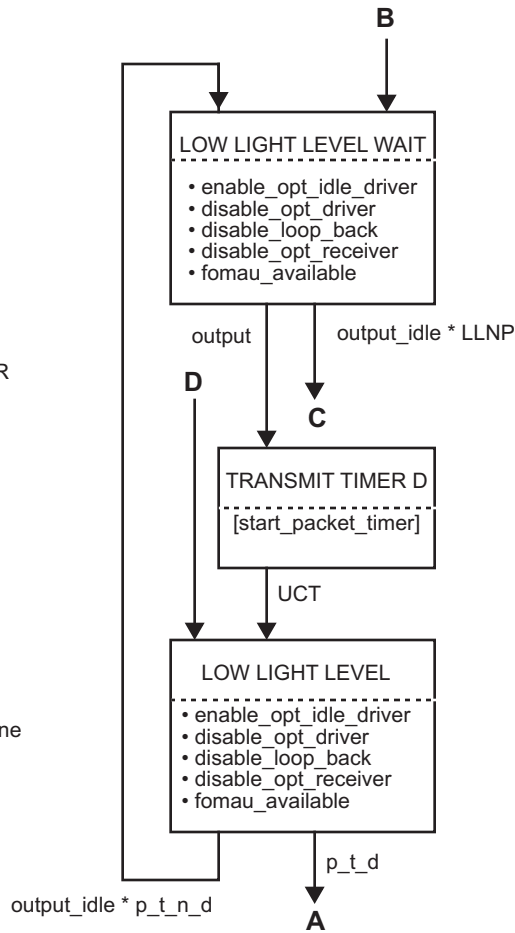 B
LOW LIGHT LEVEL WAIT
• enable_opt_idle_driver
• disable_opt_driver
• disable_loop_back
• disable_opt_receiver
• fomau_available
output
output_idle * LLNP
R
D
C
TRANSMIT TIMER D
[start_packet_timer]
UCT
LOW LIGHT LEVEL
• enable_opt_idle_driver
• disable_opt_driver
• disable_loop_back
• disable_opt_receiver
• fomau_available
ne
p_t_d
output_idle * p_t_n_d
A